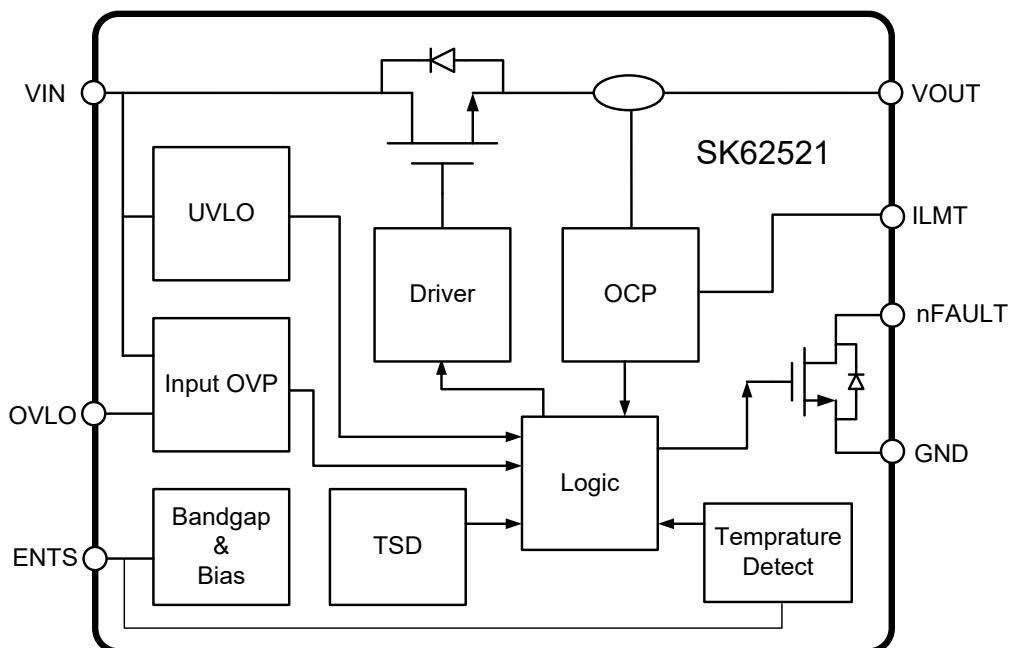 VIN
VOUT
SK62521
UVLO
ILMT
Driver
OCP
nFAULT
Input OVP
OVLO
GND
Logic
Bandgap
&
Bias
TSD
Temprature
Detect
ENTS